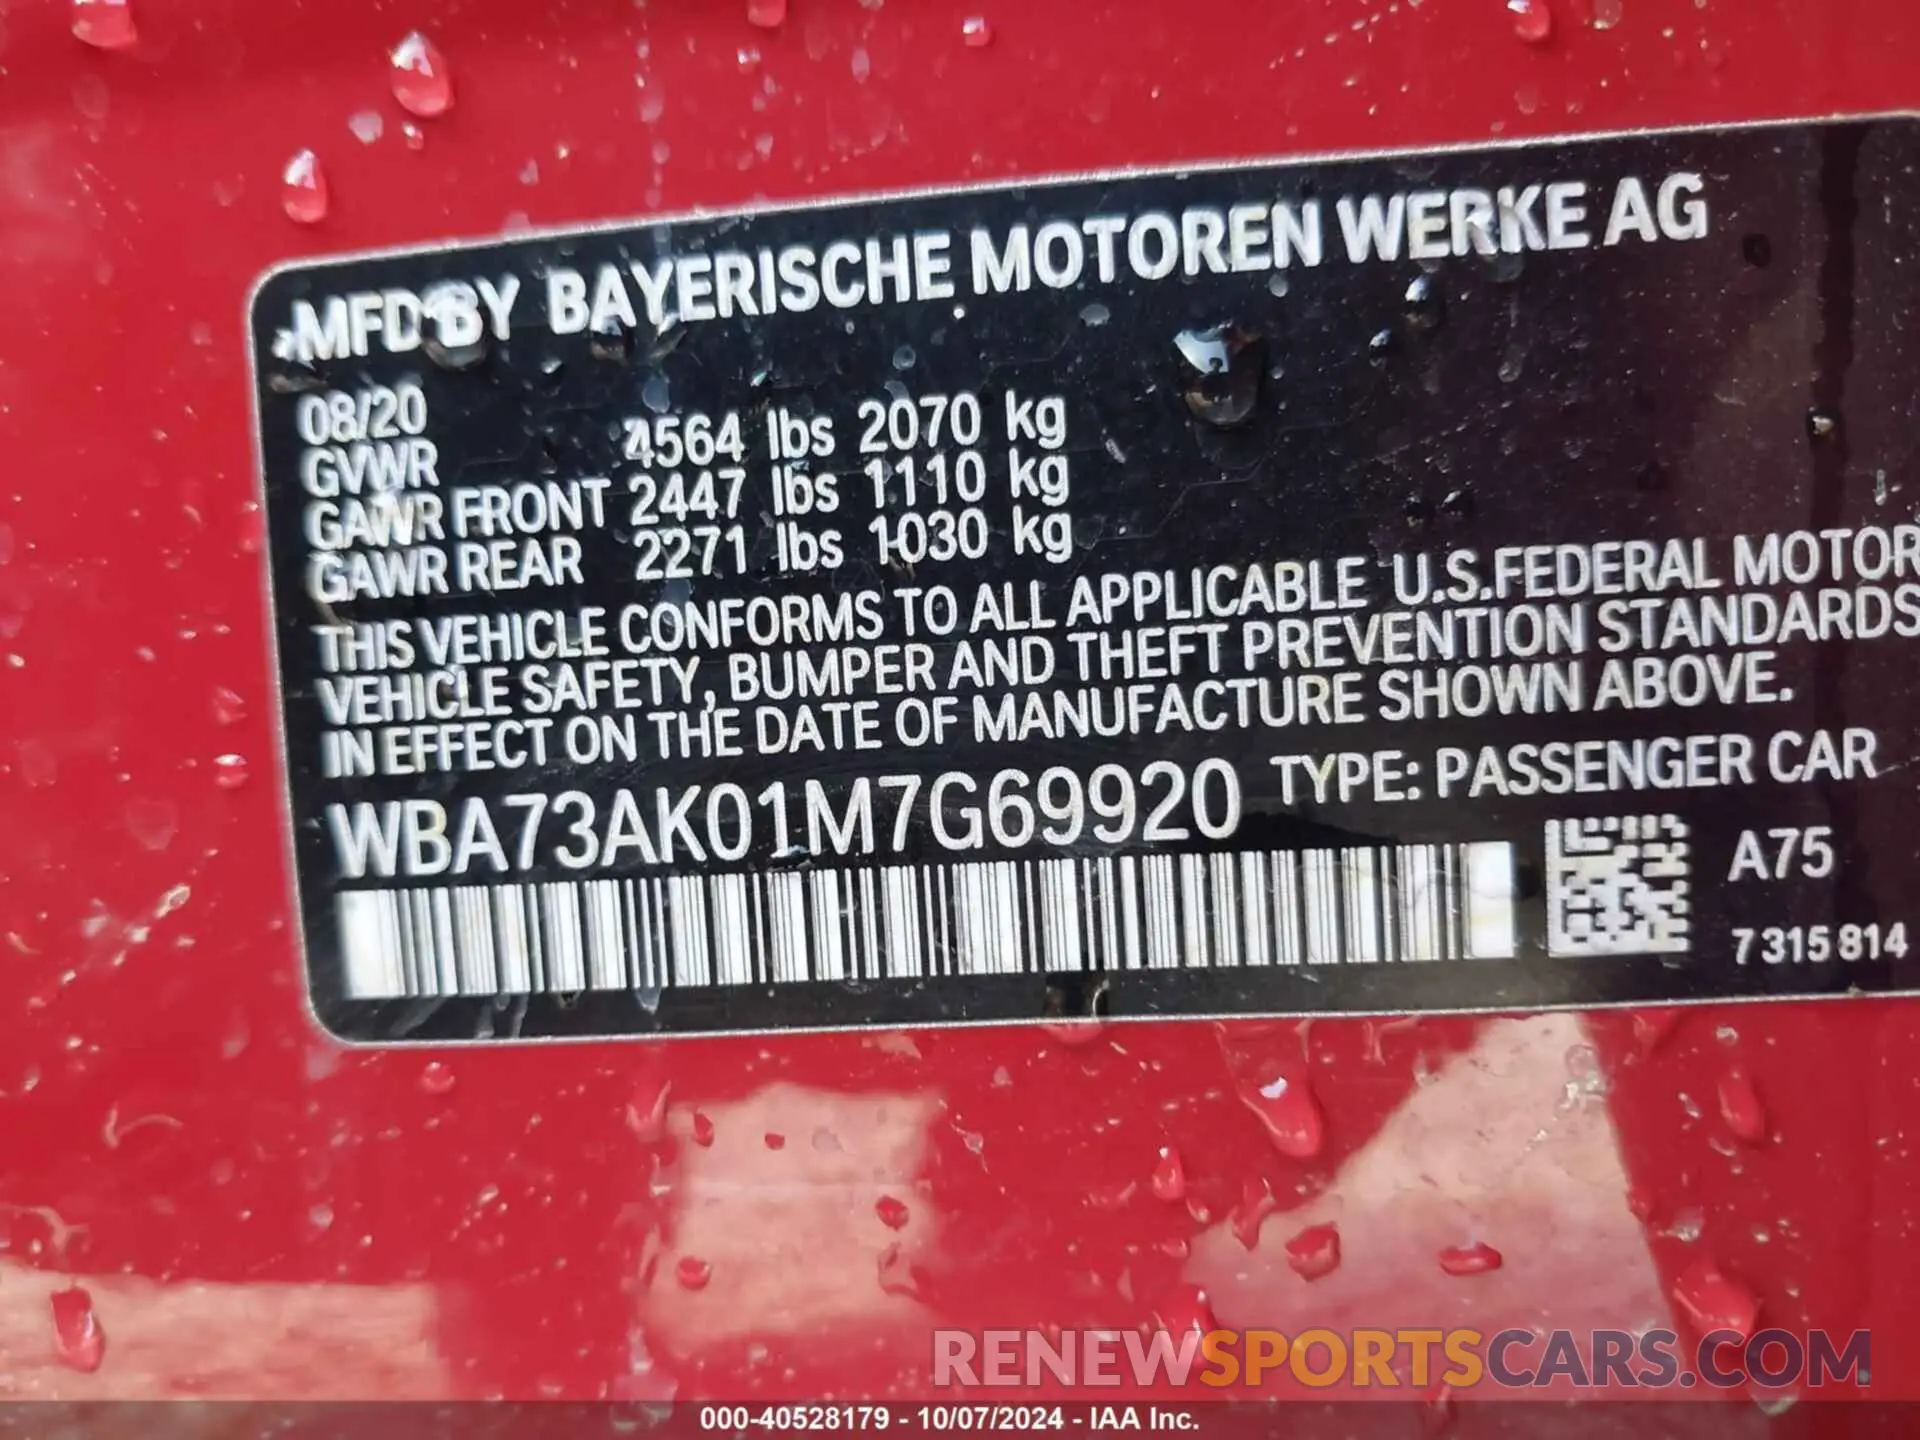 MFD BY BAYERISCHE MOTOREN WERKE AG
08/20
GVWR 4564 lbs 2070 kg
GAWR FRONT 2447 lbs 1110 kg
GAWR REAR 2271 lbs 1030 kg
THIS VEHICLE CONFORMS TO ALL APPLICABLE U.S.FEDERAL MOTOR
VEHICLE SAFETY, BUMPER AND THEFT PREVENTION STANDARDS
IN EFFECT ON THE DATE OF MANUFACTURE SHOWN ABOVE.
WBA73AK01M7G69920 TYPE: PASSENGER CAR
A75
7 315 814
RENEWSPORTSCARS.COM
000-40528179 - 10/07/2024 - IAA Inc.